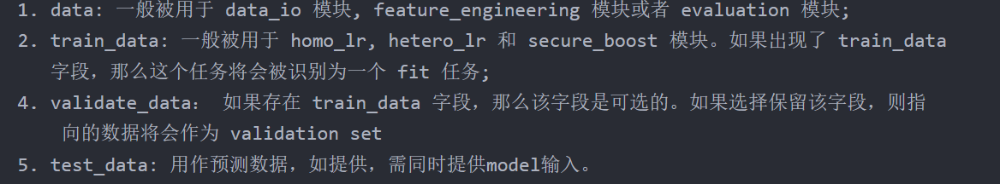 1. data: 一般被用于 data_io 模块, feature_engineering 模块或者 evaluation 模块;
2. train_data: 一般被用于 homo_lr, hetero_lr 和 secure_boost 模块。如果出现了 train_data
字段，那么这个任务将会被识别为一个 fit 任务;
4. validate_data： 如果存在 train_data 字段，那么该字段是可选的。如果选择保留该字段，则指
向的数据将会作为 validation set
5. test_data: 用作预测数据，如提供，需同时提供model输入。